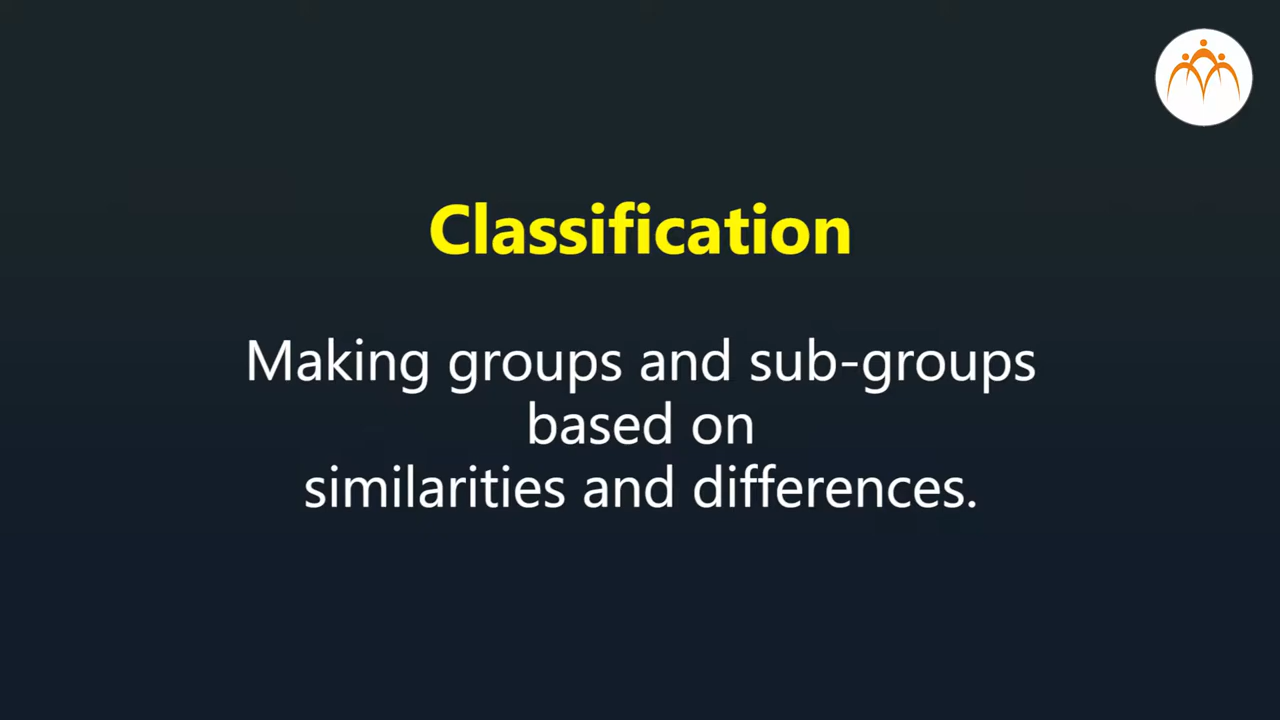 Classification
Making groups and sub-groups
based on
similarities and differences.